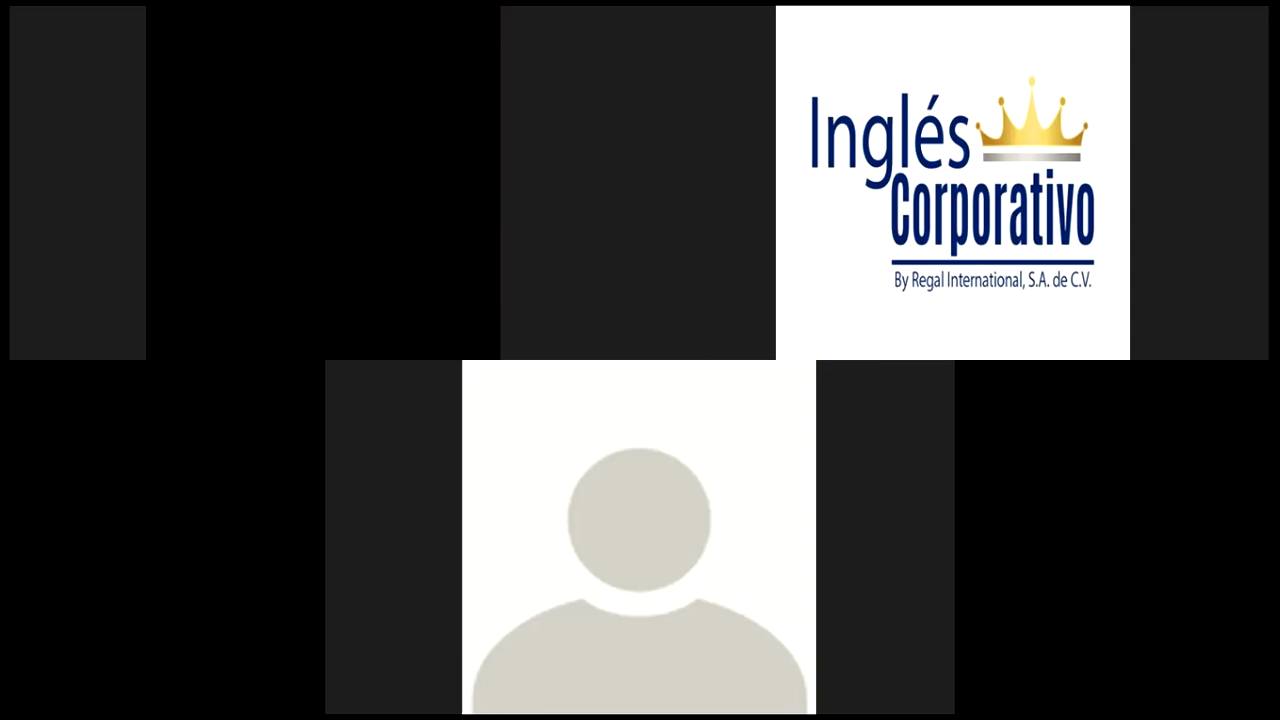 Inglés
Corporativo
By Regal International, S.A. de C.V.